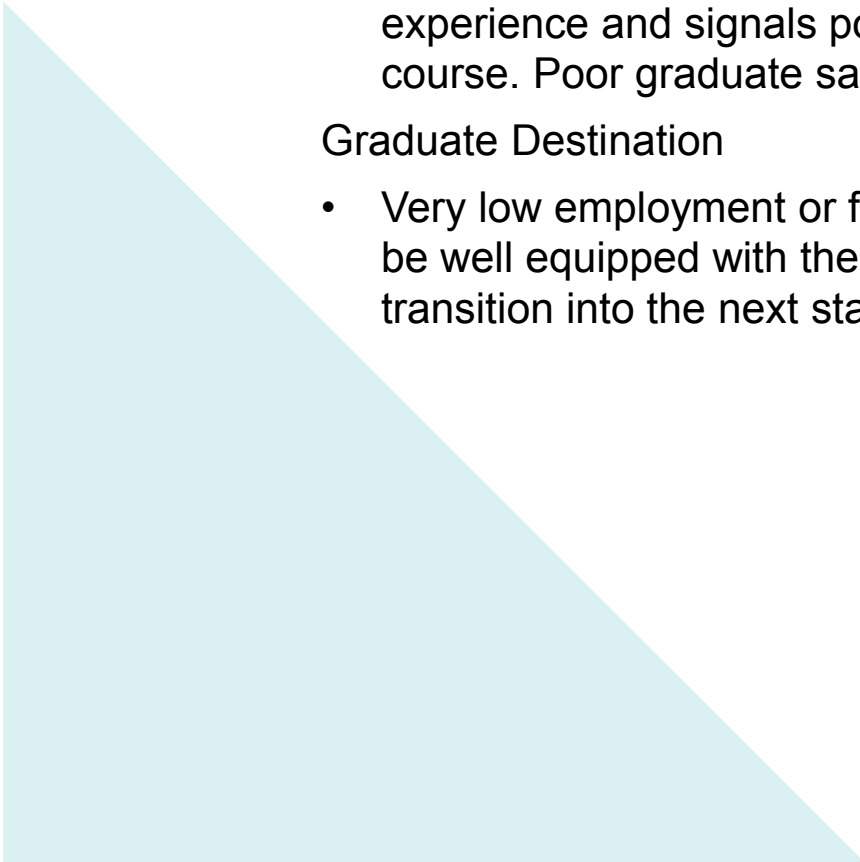 experience and signals
course. Poor graduate
Graduate Destination
• Very low employment or
be well equipped with the
transition into the next